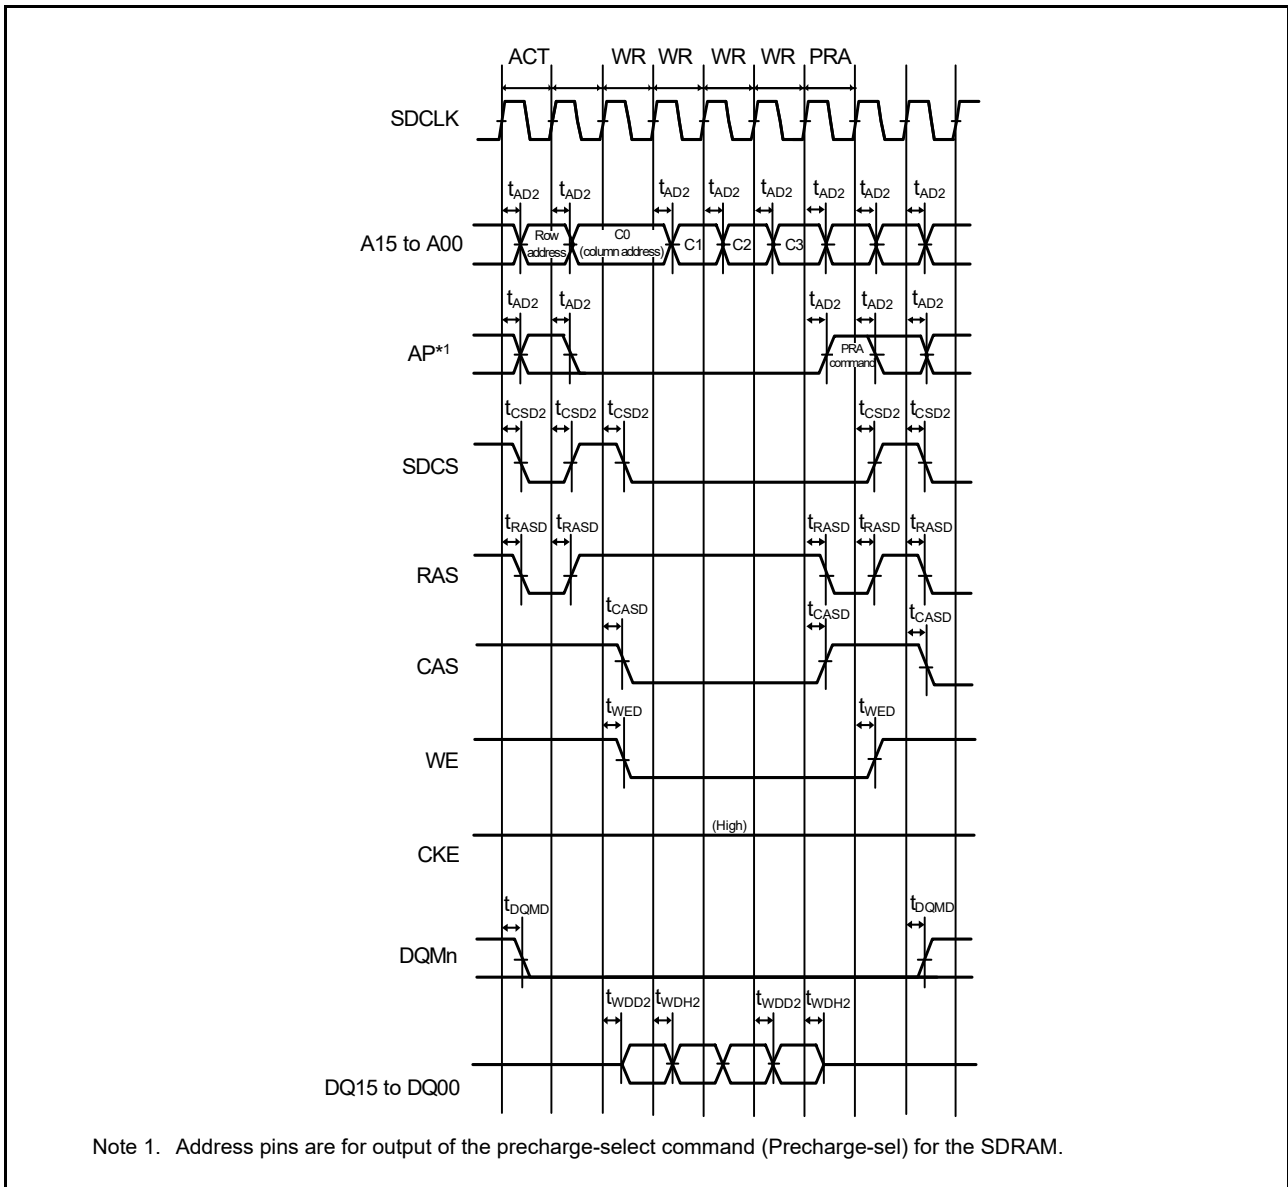 ACT WR WR WR WR PRA
SDCLK
tAD2 tAD2 tAD2 tAD2 tAD2 tAD2 tAD2 tAD2
A15 to A00
Row address
C0 (column address)
C1 C2 C3
tAD2 tAD2 tAD2 tAD2 tAD2
AP*1
PRA command
tCSD2 tCSD2 tCSD2 tCSD2 tCSD2
SDCS
tRASD tRASD tRASD tRASD tRASD
RAS
tCASD tCASD tCASD
CAS
tWED tWED
WE
(High)
CKE
tDQMD tDQMD
DQMn
tWDD2 tWDH2 tWDD2 tWDH2
DQ15 to DQ00
Note 1. Address pins are for output of the precharge-select command (Precharge-sel) for the SDRAM.